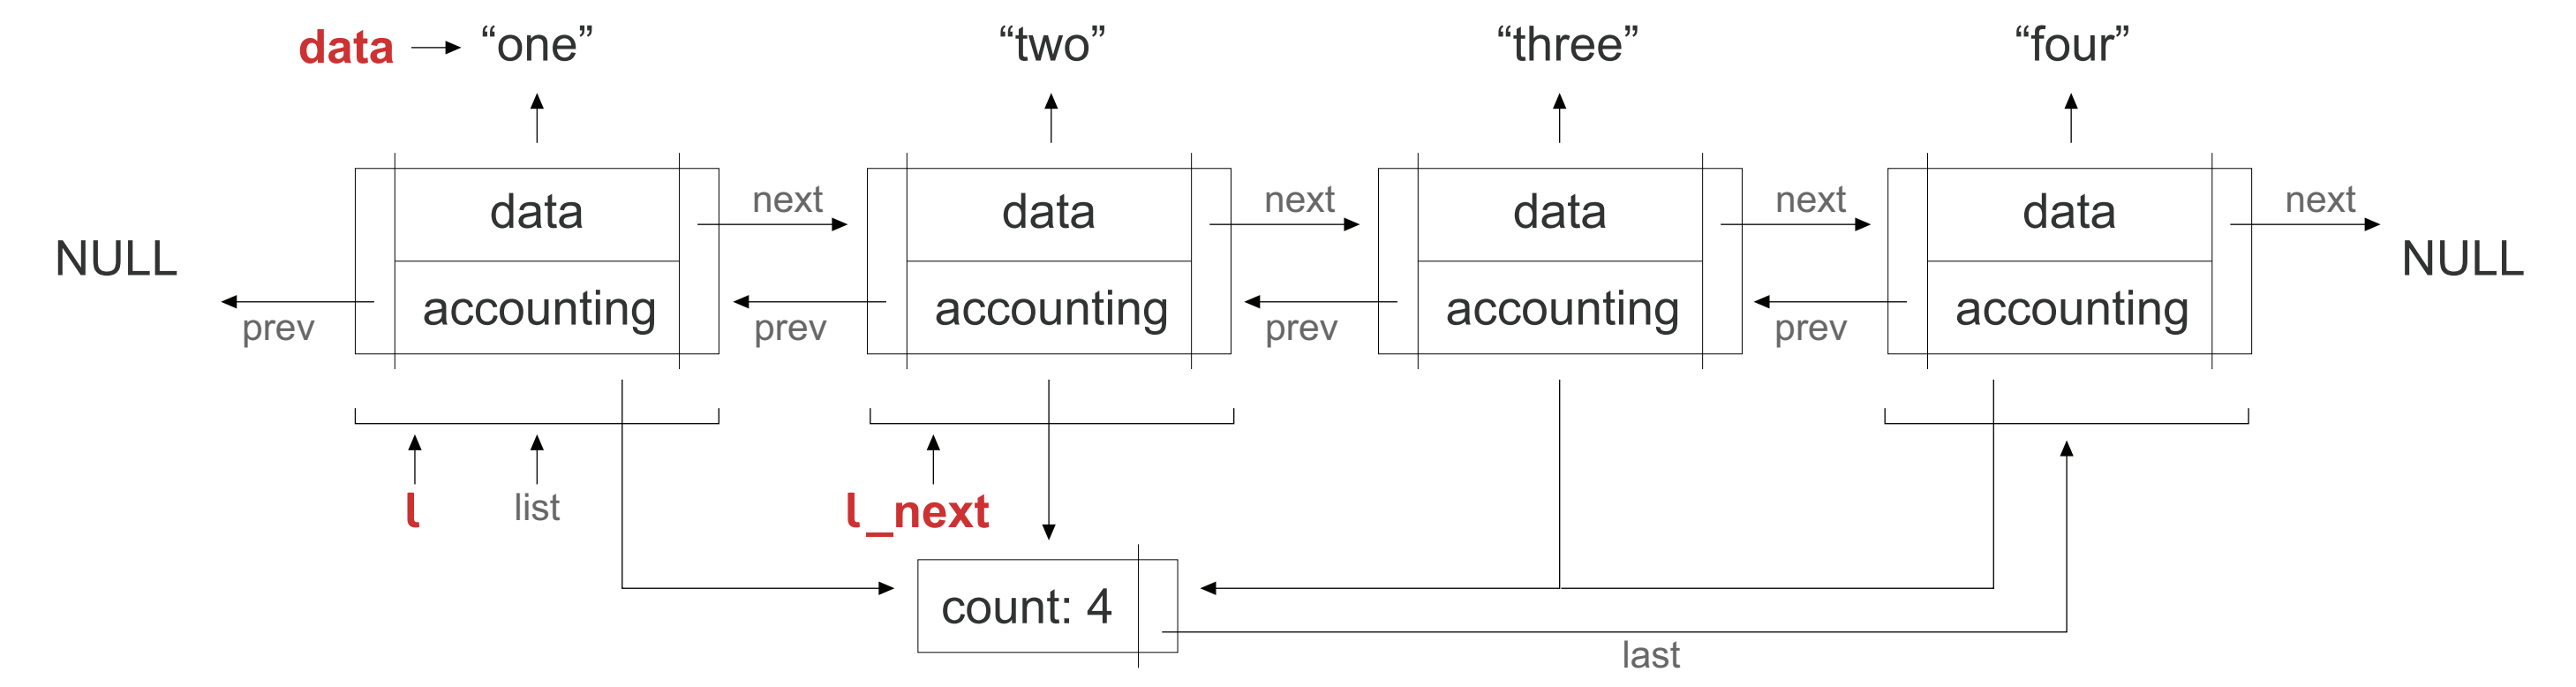 data “one” “two” “three” “four”
data next data next data next data next
NULL NULL
accounting accounting accounting accounting
prev prev prev prev
l list l_next
count: 4
last